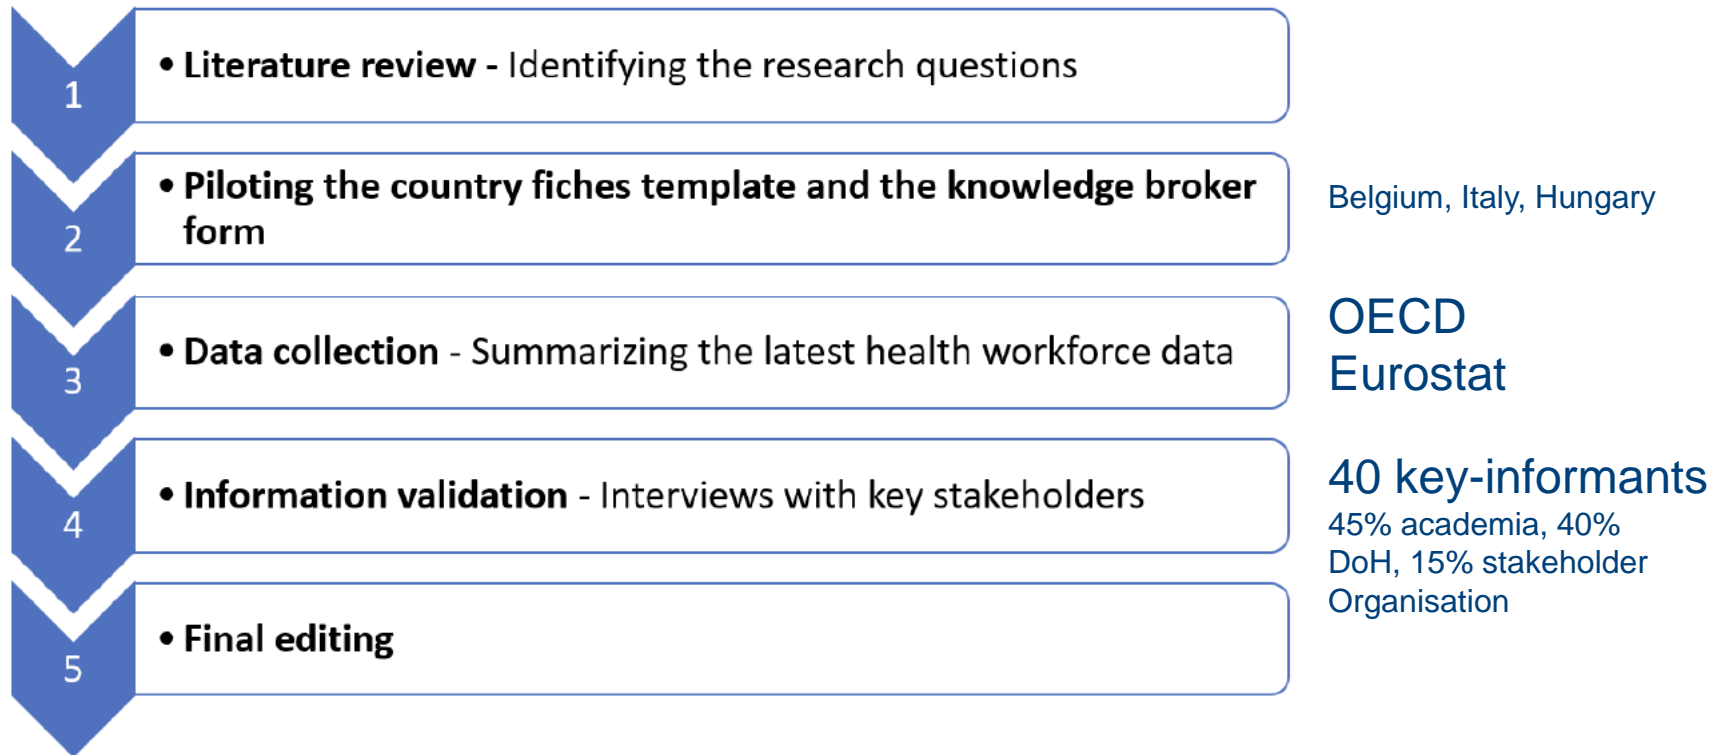 1
• Literature review - Identifying the research questions
2
• Piloting the country fiches template and the knowledge broker
form
Belgium, Italy, Hungary
3
• Data collection - Summarizing the latest health workforce data
OECD
Eurostat
4
• Information validation - Interviews with key stakeholders
40 key-informants
45% academia, 40%
DoH, 15% stakeholder
Organisation
5
• Final editing